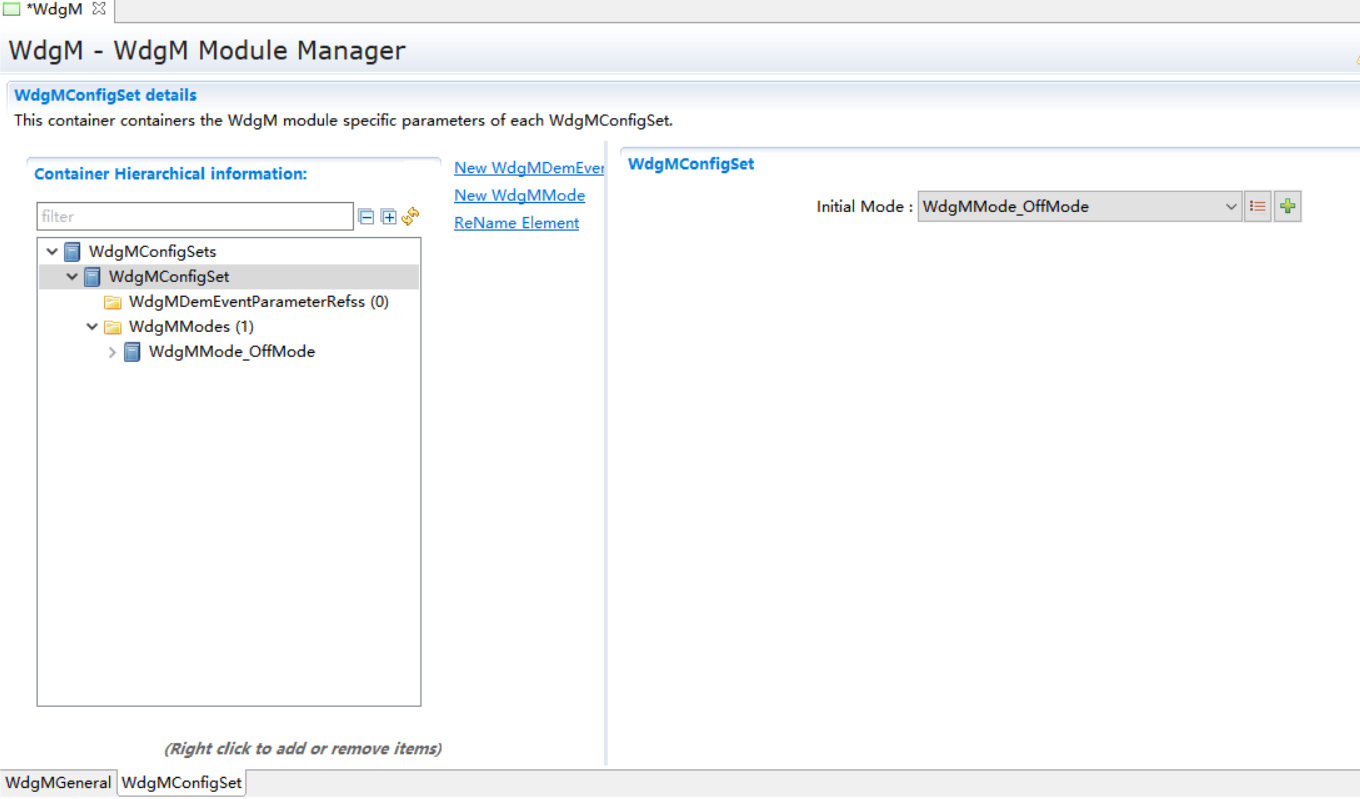 *WdgM
WdgM - WdgM Module Manager
WdgMConfigSet details
This container containers the WdgM module specific parameters of each WdgMConfigSet.
Container Hierarchical information:
filter
WdgMConfigSets
WdgMConfigSet
WdgMDemEventParameterRefss (0)
WdgMModes (1)
WdgMMode_OffMode
(Right click to add or remove items)
New WdgMDemEver
New WdgMMode
ReName Element
WdgMConfigSet
Initial Mode : WdgMMode_OffMode
WdgMGeneral WdgMConfigSet